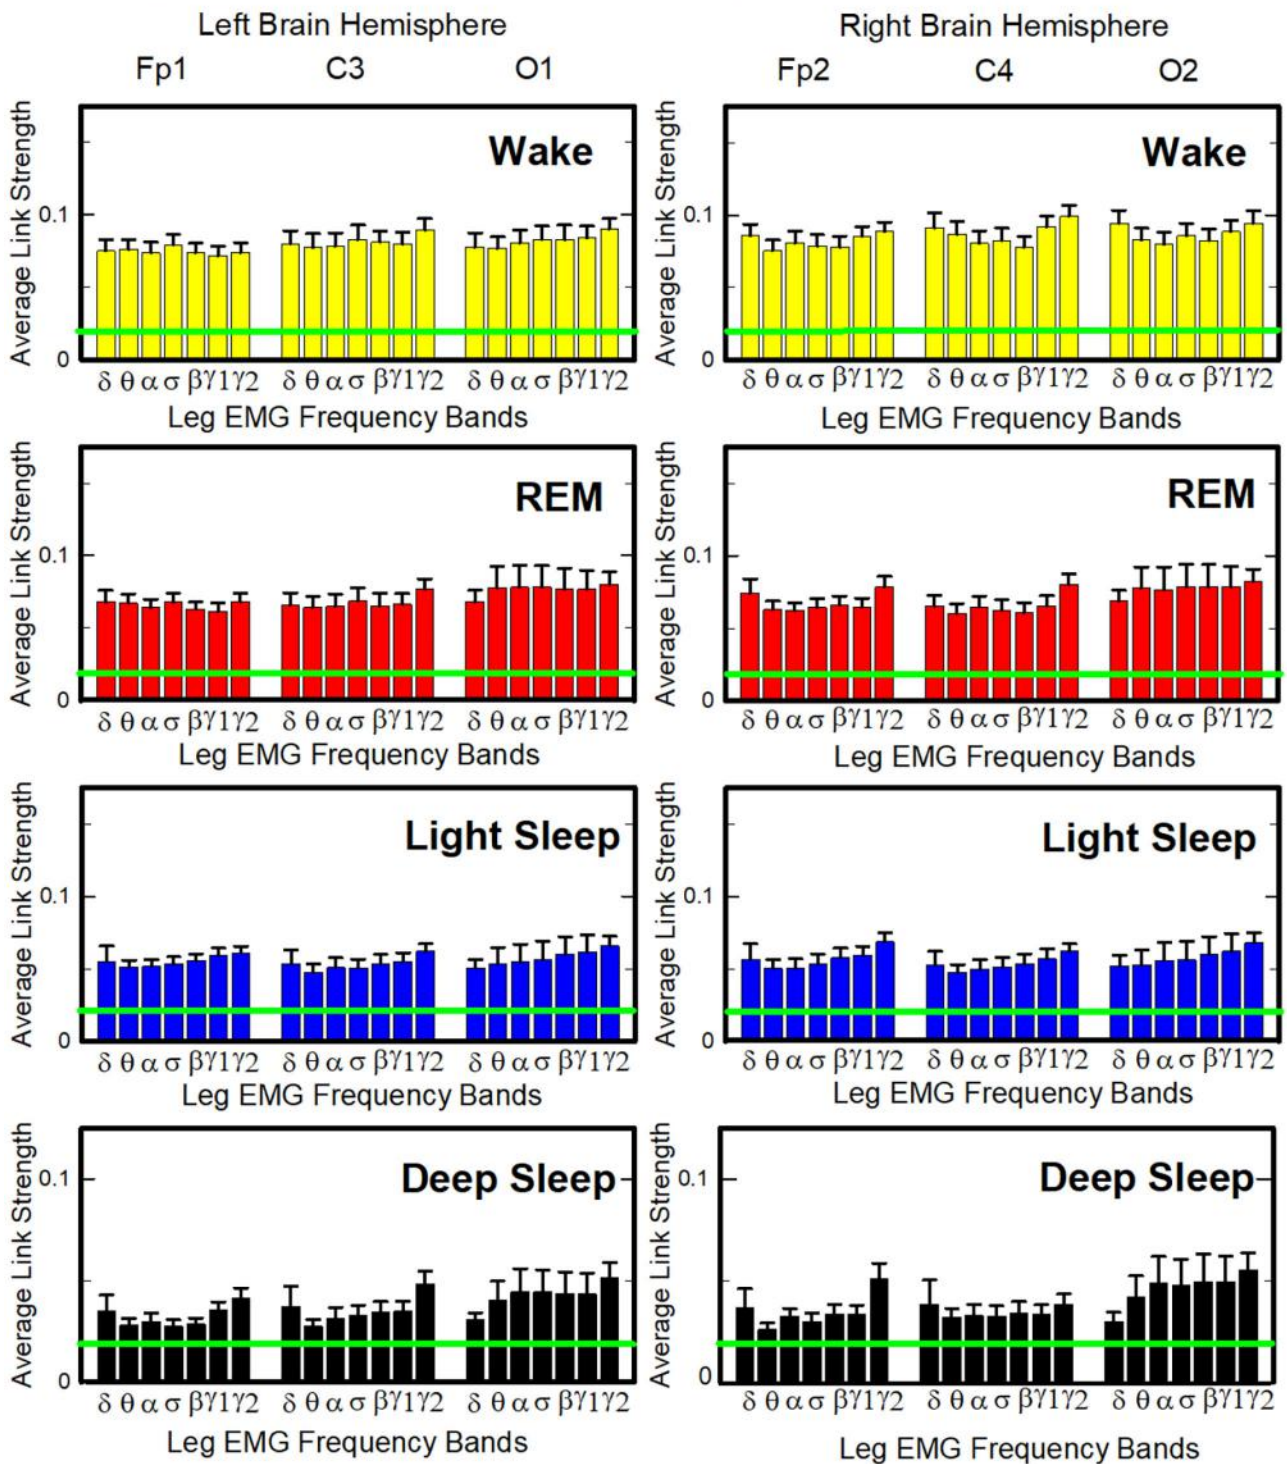 Left Brain Hemisphere
Right Brain Hemisphere
Fp1 C3 O1
Fp2 C4 O2
Average Link Strength
0.1
0
Wake
δ θ α σ β γ1 γ2 δ θ α σ β γ1 γ2 δ θ α σ β γ1 γ2
Leg EMG Frequency Bands
Average Link Strength
0.1
0
Wake
δ θ α σ β γ1 γ2 δ θ α σ β γ1 γ2 δ θ α σ β γ1 γ2
Leg EMG Frequency Bands
Average Link Strength
0.1
0
REM
δ θ α σ β γ1 γ2 δ θ α σ β γ1 γ2 δ θ α σ β γ1 γ2
Leg EMG Frequency Bands
Average Link Strength
0.1
0
REM
δ θ α σ β γ1 γ2 δ θ α σ β γ1 γ2 δ θ α σ β γ1 γ2
Leg EMG Frequency Bands
Average Link Strength
0.1
0
Light Sleep
δ θ α σ β γ1 γ2 δ θ α σ β γ1 γ2 δ θ α σ β γ1 γ2
Leg EMG Frequency Bands
Average Link Strength
0.1
0
Light Sleep
δ θ α σ β γ1 γ2 δ θ α σ β γ1 γ2 δ θ α σ β γ1 γ2
Leg EMG Frequency Bands
Average Link Strength
0.1
0
Deep Sleep
δ θ α σ β γ1 γ2 δ θ α σ β γ1 γ2 δ θ α σ β γ1 γ2
Leg EMG Frequency Bands
Average Link Strength
0.1
0
Deep Sleep
δ θ α σ β γ1 γ2 δ θ α σ β γ1 γ2 δ θ α σ β γ1 γ2
Leg EMG Frequency Bands